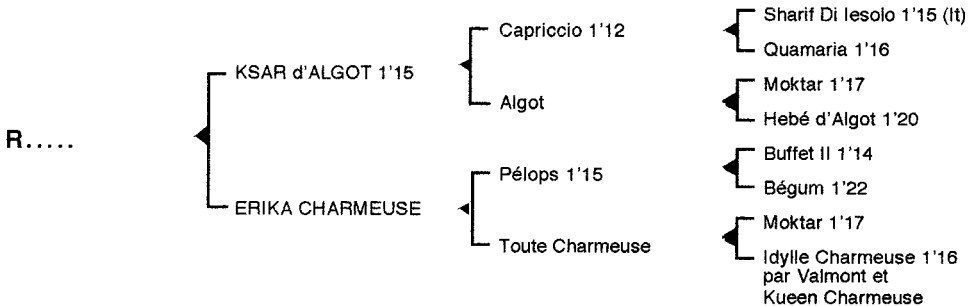 Sharif Di Iesolo 1'15 (It)
Capriccio 1'12
Quamaria 1'16
KSAR d'ALGOT 1'15
Moktar 1'17
Algot
Hebé d'Algot 1'20
R.....
Buffet II 1'14
Pélops 1'15
Bégum 1'22
ERIKA CHARMEUSE
Moktar 1'17
Toute Charmeuse
Idylle Charmeuse 1'16
par Valmont et
Kueen Charmeuse